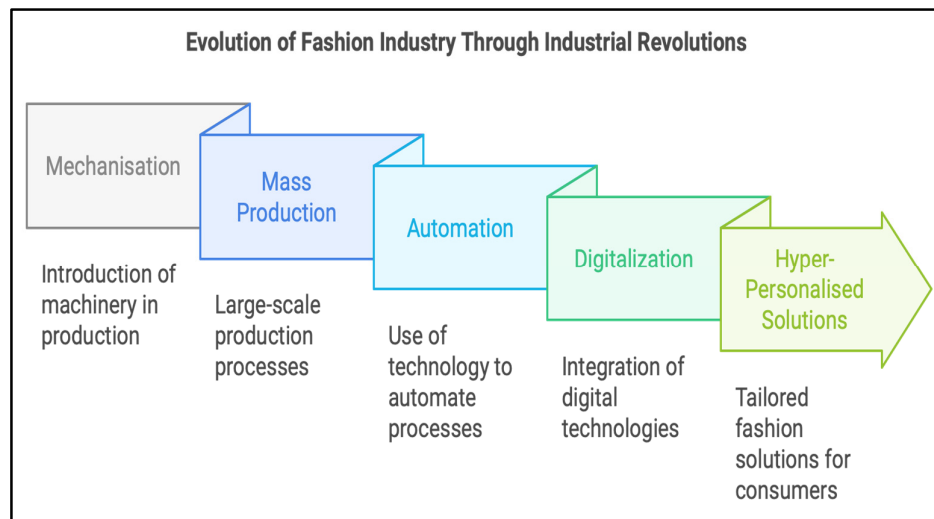 Evolution of Fashion Industry Through Industrial Revolutions
Mechanisation
Introduction of
machinery in
production
Mass
Production
Large-scale
production
processes
Automation
Use of
technology to
automate
processes
Digitalization
Integration of
digital
technologies
Hyper-
Personalised
Solutions
Tailored
fashion
solutions for
consumers